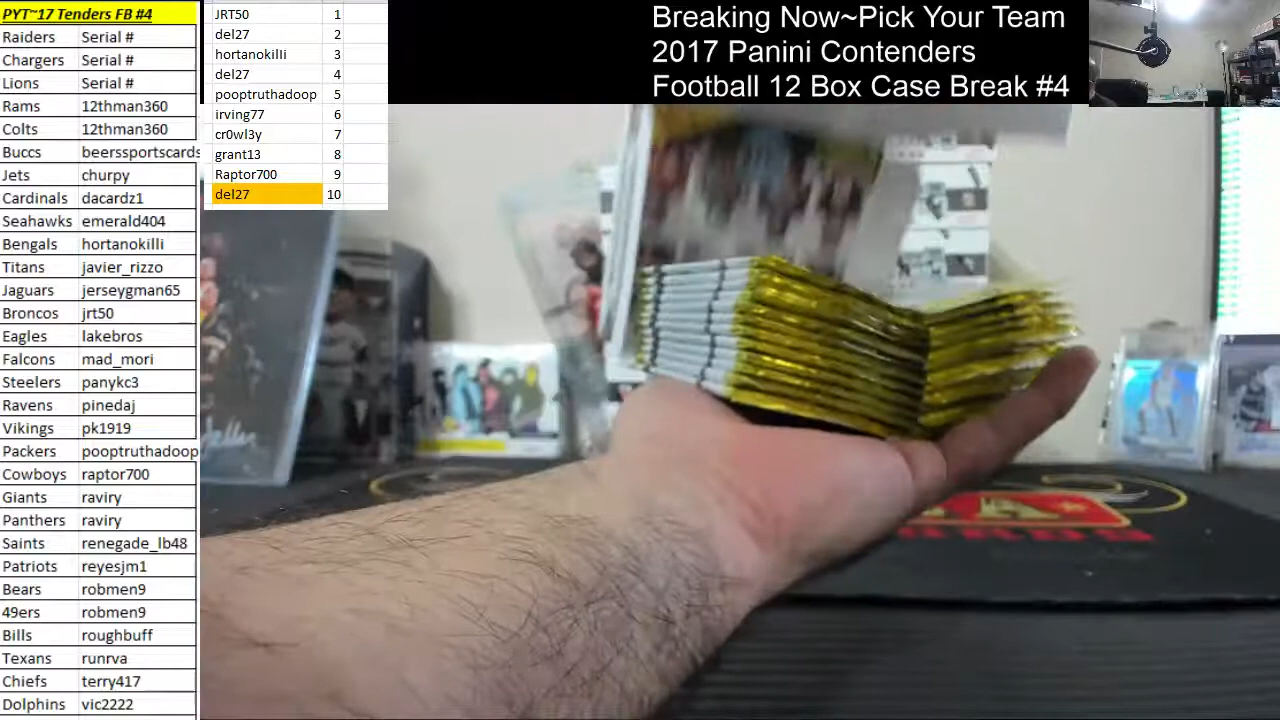 PYT~17 Tenders FB #4
Raiders Serial #
Chargers Serial #
Lions Serial #
Rams 12thman360
Colts 12thman360
Buccs beerssportscards
Jets churpy
Cardinals dacardz1
Seahawks emerald404
Bengals hortanokilli
Titans javier_rizzo
Jaguars jerseygman65
Broncos jrt50
Eagles lakebros
Falcons mad_mori
Steelers panykc3
Ravens pinedaj
Vikings pk1919
Packers pooptruthadoop
Cowboys raptor700
Giants raviry
Panthers raviry
Saints renegade_lb48
Patriots reyesjm1
Bears robmen9
49ers robmen9
Bills roughbuff
Texans runrva
Chiefs terry417
Dolphins vic2222
JRT50 1
del27 2
hortanokilli 3
del27 4
pooptruthadoop 5
irving77 6
cr0wl3y 7
grant13 8
Raptor700 9
del27 10
Breaking Now~Pick Your Team
2017 Panini Contenders
Football 12 Box Case Break #4